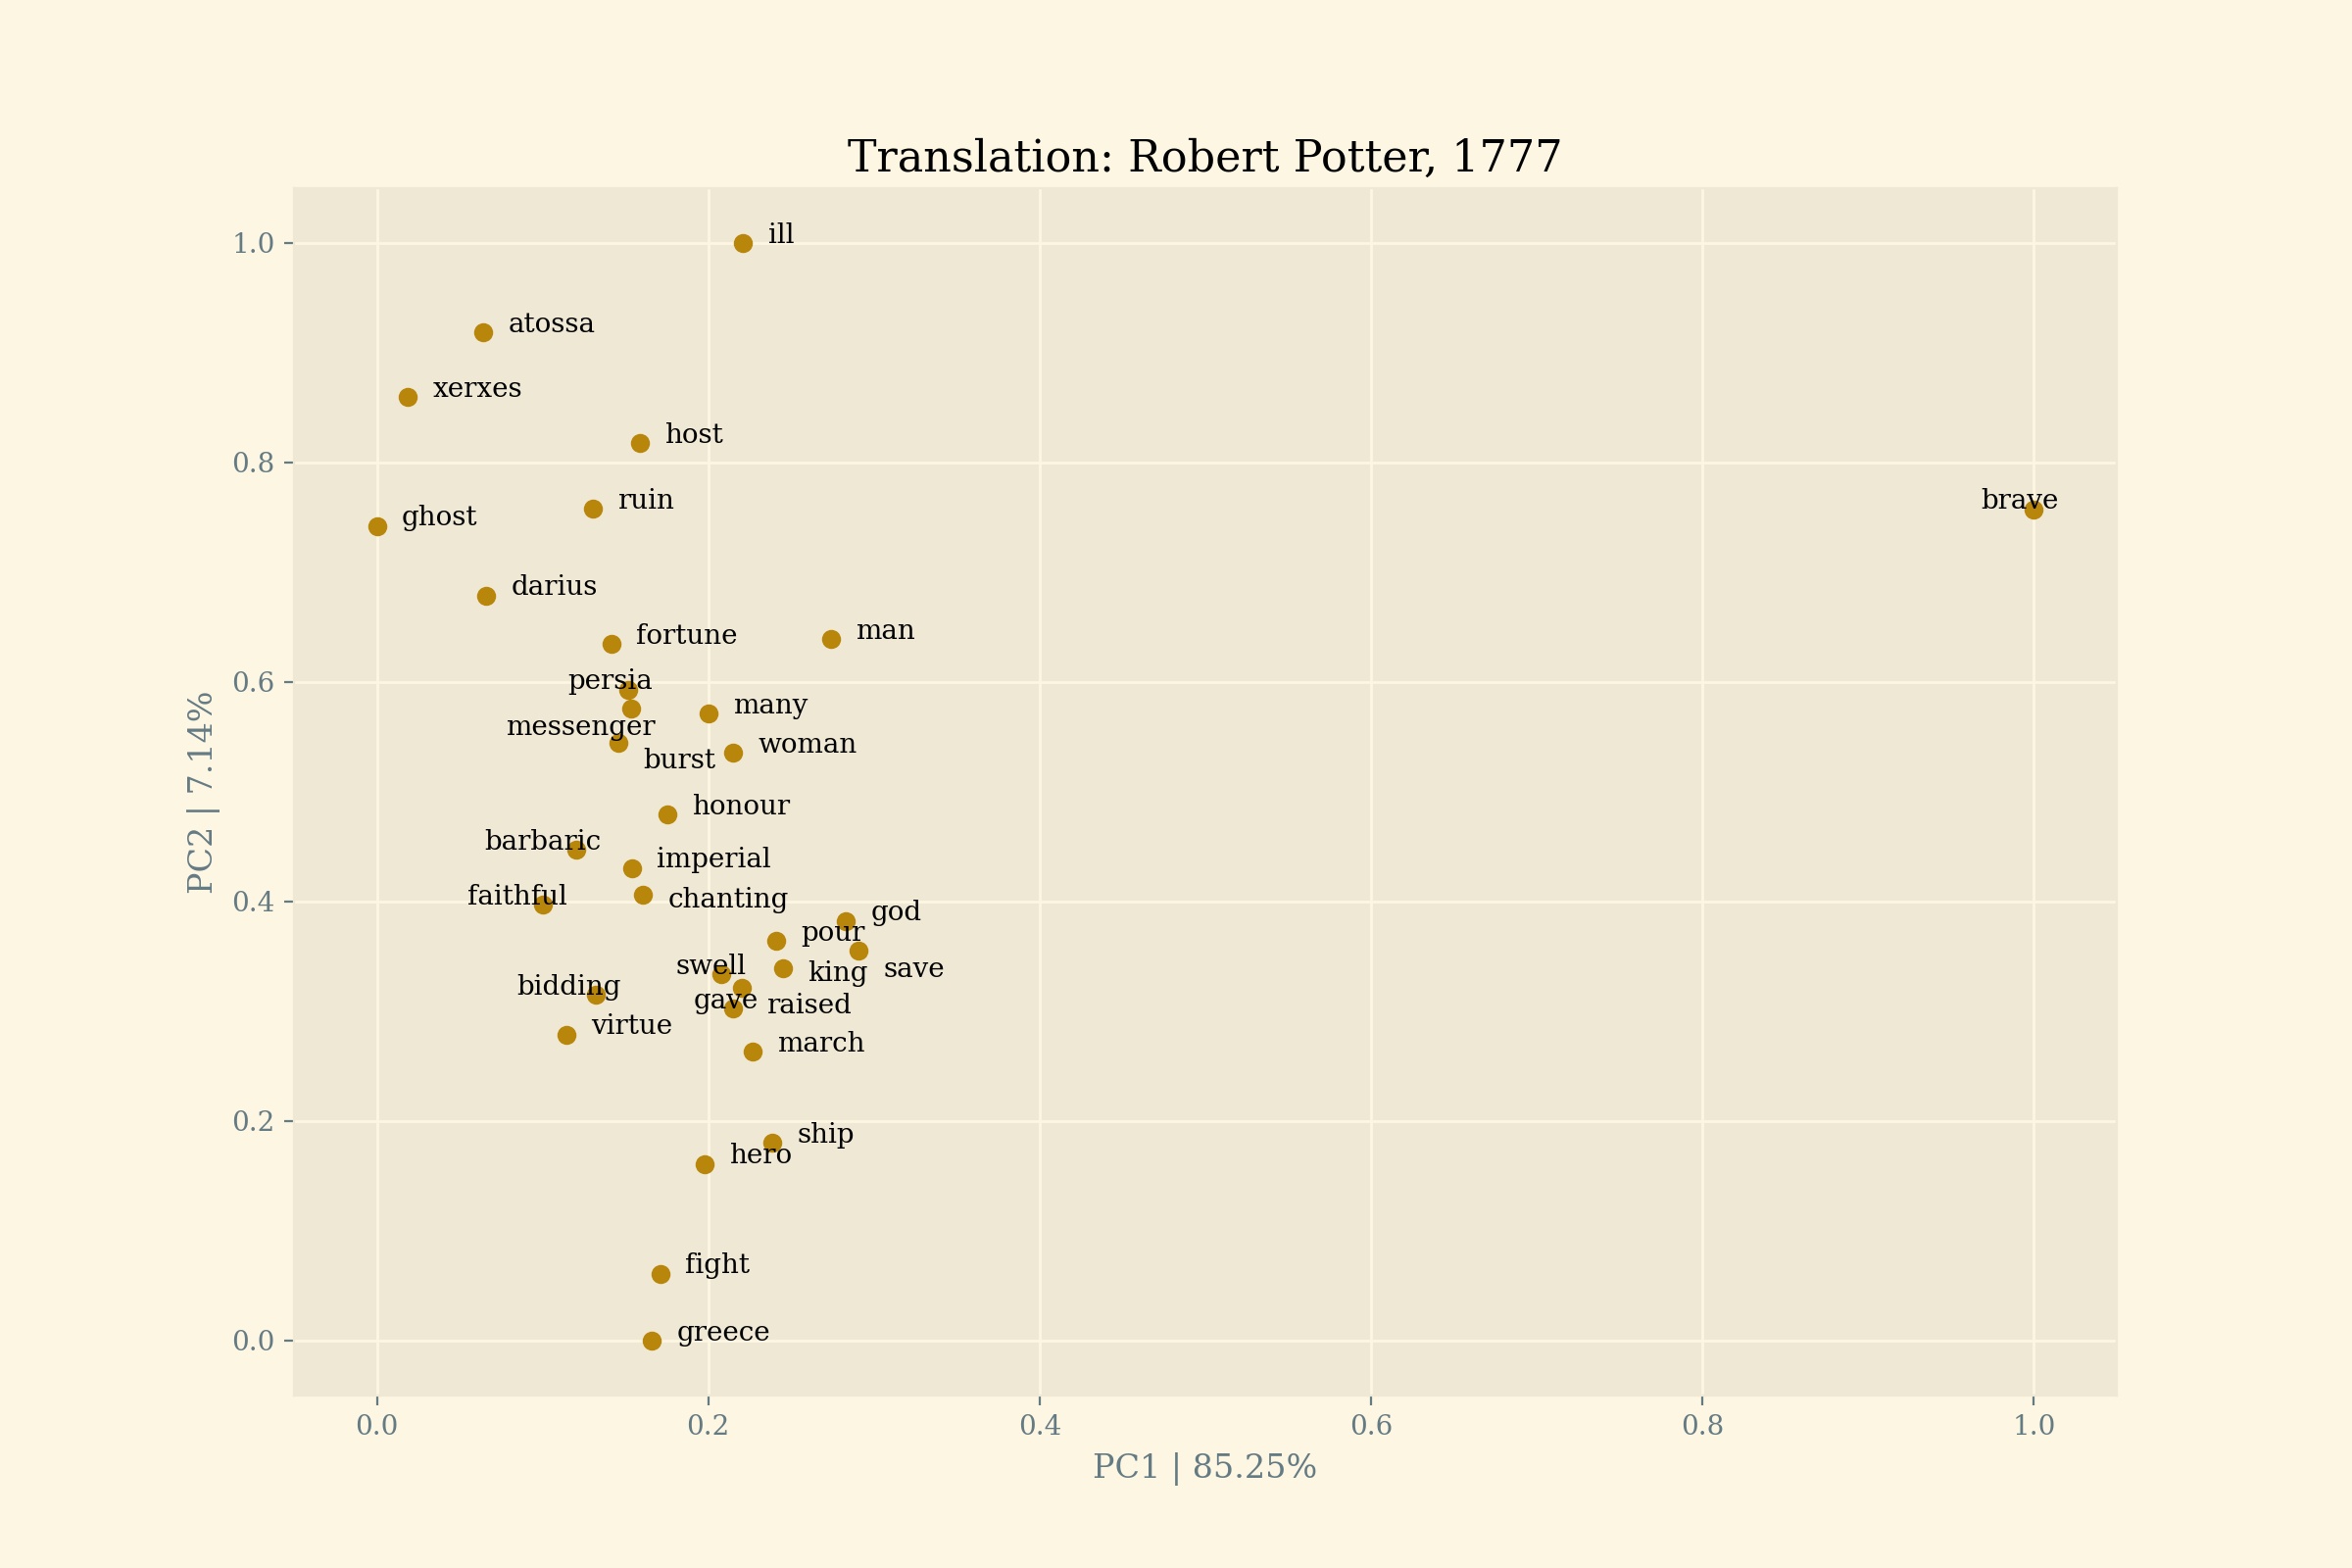 Translation: Robert Potter, 1777
ill
atossa
xerxes
host
ruin
brave
ghost
darius
fortune
man
persia
many
messenger
woman
burst
honour
barbaric
imperial
faithful
chanting
god
pour
swell
king
save
bidding
gave
raised
virtue
march
ship
hero
fight
greece
1.0
0.8
0.6
0.4
0.2
0.0
PC2 | 7.14%
0.0 0.2 0.4 0.6 0.8 1.0
PC1 | 85.25%